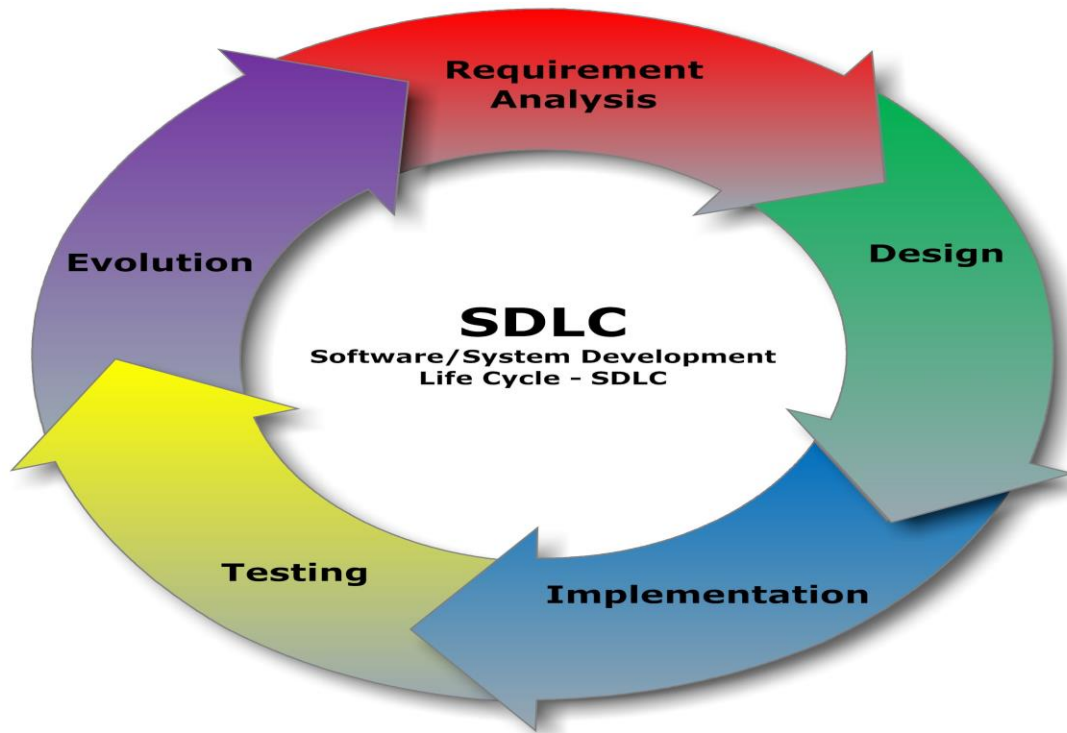 Requirement
Analysis
Design
Evolution
SDLC
Software/System Development
Life Cycle - SDLC
Testing
Implementation